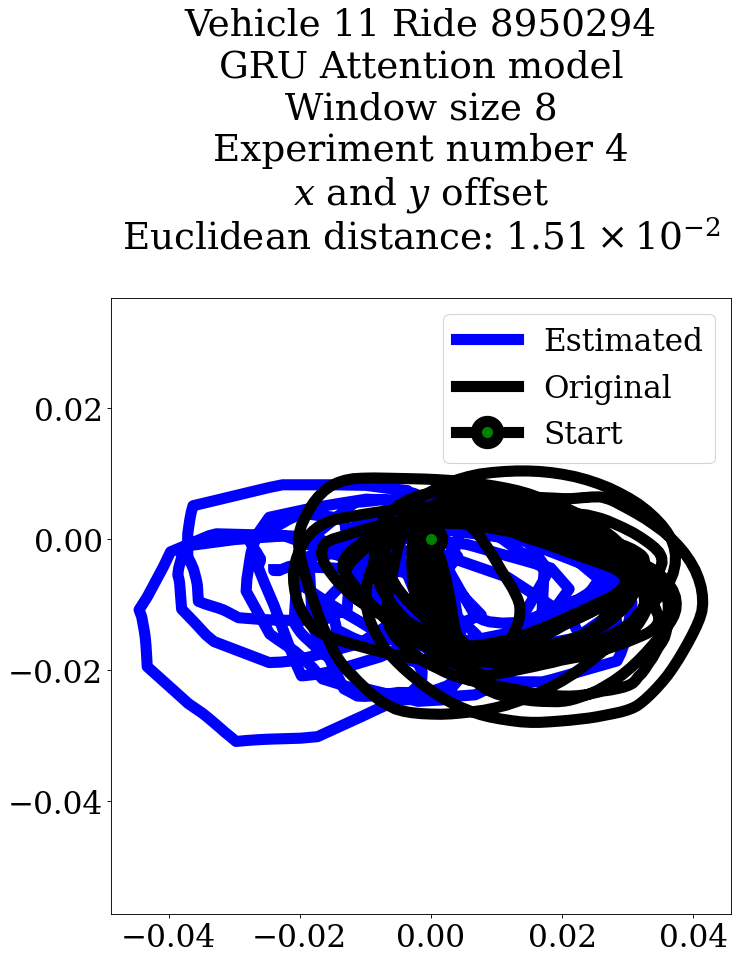 Vehicle 11 Ride 8950294
GRU Attention model
Window size 8
Experiment number 4
x and y offset
Euclidean distance: 1.51 × 10⁻²
Estimated
Original
Start
0.02
0.00
−0.02
−0.04
−0.04 −0.02 0.00 0.02 0.04